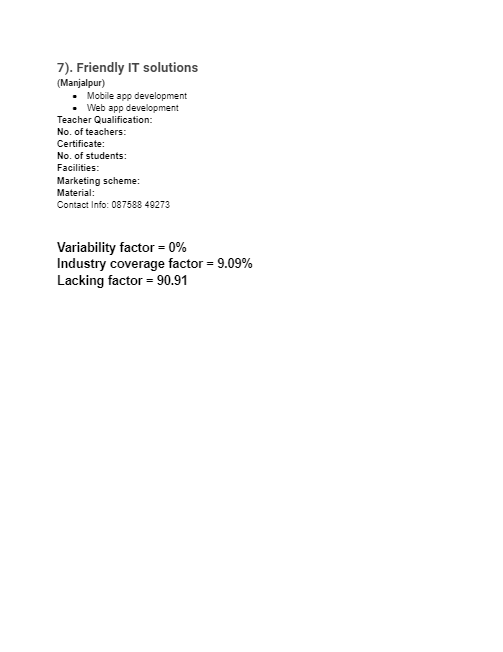 7). Friendly IT solutions
(Manjalpur)
● Mobile app development
● Web app development
Teacher Qualification:
No. of teachers:
Certificate:
No. of students:
Facilities:
Marketing scheme:
Material:
Contact Info: 087588 49273
Variability factor = 0%
Industry coverage factor = 9.09%
Lacking factor = 90.91